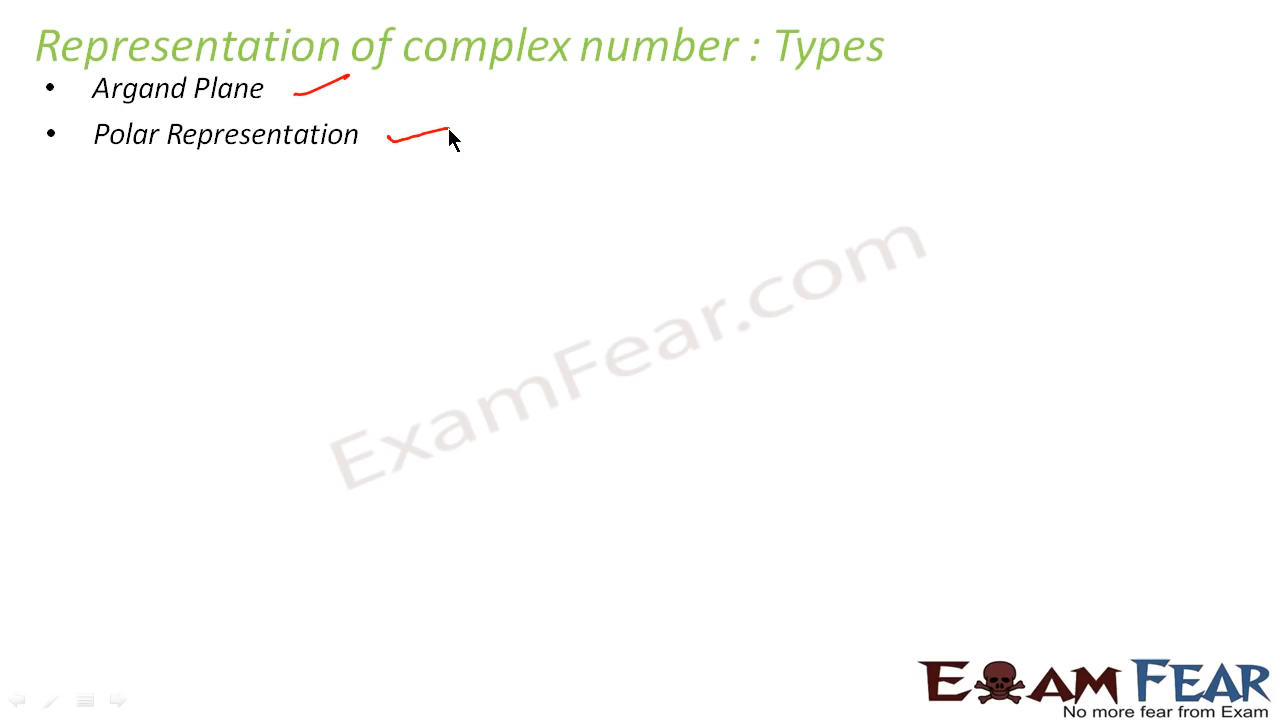 Representation of complex number : Types
• Argand Plane
• Polar Representation
ExamFear.com
EXAM FEAR
No more fear from Exam